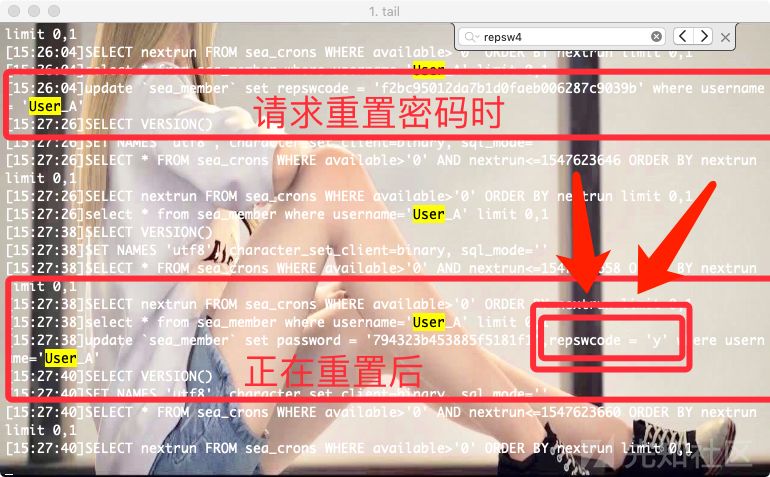 1. tail
repsw4
limit 0,1
[15:26:04]SELECT nextrun FROM sea_crons WHERE available>'0' ORDER BY nextrun limit 0,1
[15:26:04]select * from sea_member where username='User_A' limit 0,1
[15:26:04]update `sea_member` set repswcode = 'f2bc95012da7b1d0faeb006287c9039b' where username
= 'User_A'
请求重置密码时
[15:27:26]SELECT VERSION()
[15:27:26]SET NAMES 'utf8', character_set_client=binary, sql_mode=''
[15:27:26]SELECT * FROM sea_crons WHERE available>'0' AND nextrun<=1547623646 ORDER BY nextrun
limit 0,1
[15:27:26]SELECT nextrun FROM sea_crons WHERE available>'0' ORDER BY nextrun limit 0,1
[15:27:26]select * from sea_member where username='User_A' limit 0,1
[15:27:38]SELECT VERSION()
[15:27:38]SET NAMES 'utf8', character_set_client=binary, sql_mode=''
[15:27:38]SELECT * FROM sea_crons WHERE available>'0' AND nextrun<=1547623658 ORDER BY nextrun
limit 0,1
[15:27:38]SELECT nextrun FROM sea_crons WHERE available>'0' ORDER BY nextrun limit 0,1
[15:27:38]select * from sea_member where username='User_A' limit 0,1
[15:27:38]update `sea_member` set password = '794323b453885f5181f1 repswcode = 'y' where usern
me='User_A'
正在重置后
[15:27:40]SELECT VERSION()
[15:27:40]SET NAMES 'utf8', character_set_client=binary, sql_mode=''
[15:27:40]SELECT * FROM sea_crons WHERE available>'0' AND nextrun<=1547623660 ORDER BY nextrun
limit 0,1
[15:27:40]SELECT nextrun FROM sea_crons WHERE available>'0' ORDER BY nextrun limit 0,1
先知社区